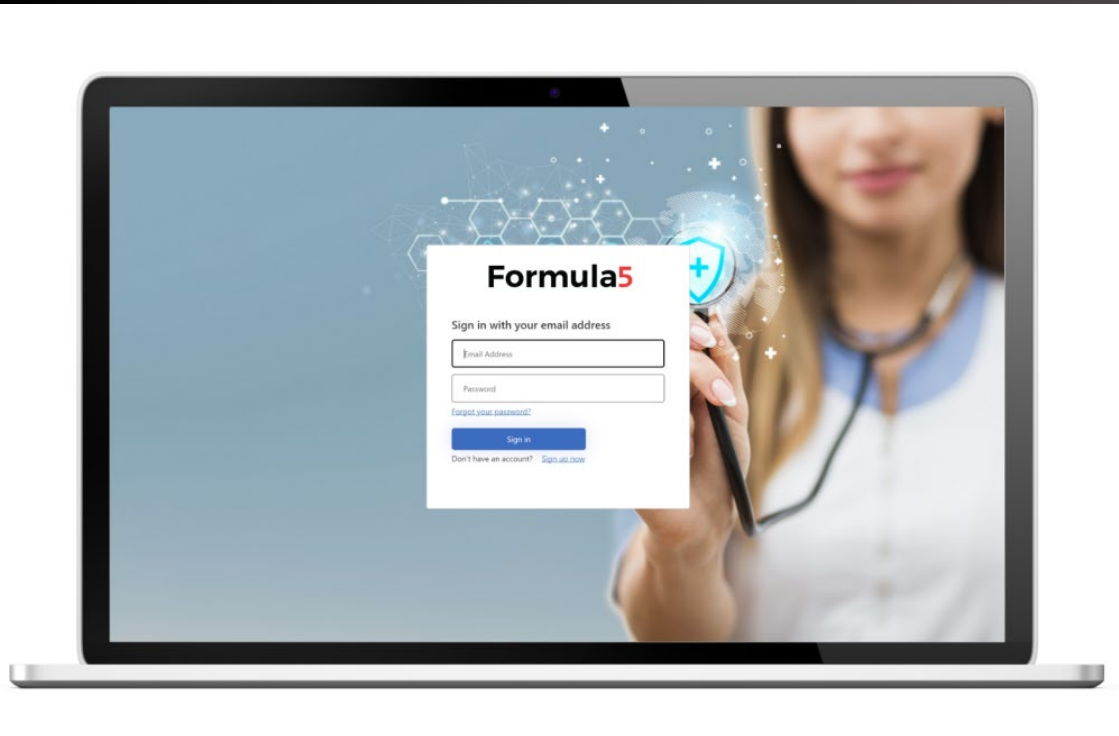 Formula5
Sign in with your email address
Email Address
Password
Forgot your password?
Sign in
Don't have an account? Sign up now